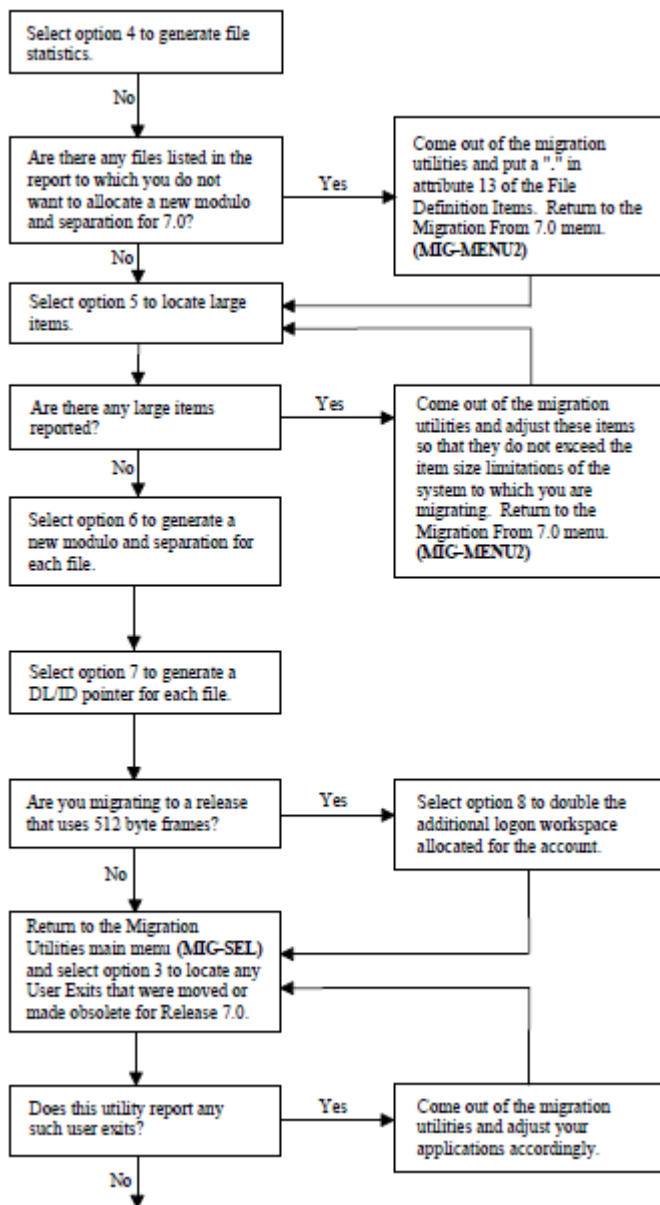 Select option 4 to generate file
statistics.
No
Are there any files listed in the
report to which you do not
want to allocate a new modulo
and separation for 7.0?
Yes
Come out of the migration
utilities and put a "." in
attribute 13 of the File
Definition Items. Return to the
Migration From 7.0 menu.
(MIG-MENU2)
No
Select option 5 to locate large
items.
Are there any large items
reported?
Yes
Come out of the migration
utilities and adjust these items
so that they do not exceed the
item size limitations of the
system to which you are
migrating. Return to the
Migration From 7.0 menu.
(MIG-MENU2)
No
Select option 6 to generate a
new modulo and separation for
each file.
Select option 7 to generate a
DL/ID pointer for each file.
Are you migrating to a release
that uses 512 byte frames?
Yes
Select option 8 to double the
additional logon workspace
allocated for the account.
No
Return to the Migration
Utilities main menu (MIG-SEL)
and select option 3 to locate any
User Exits that were moved or
made obsolete for Release 7.0.
Does this utility report any
such user exits?
Yes
Come out of the migration
utilities and adjust your
applications accordingly.
No